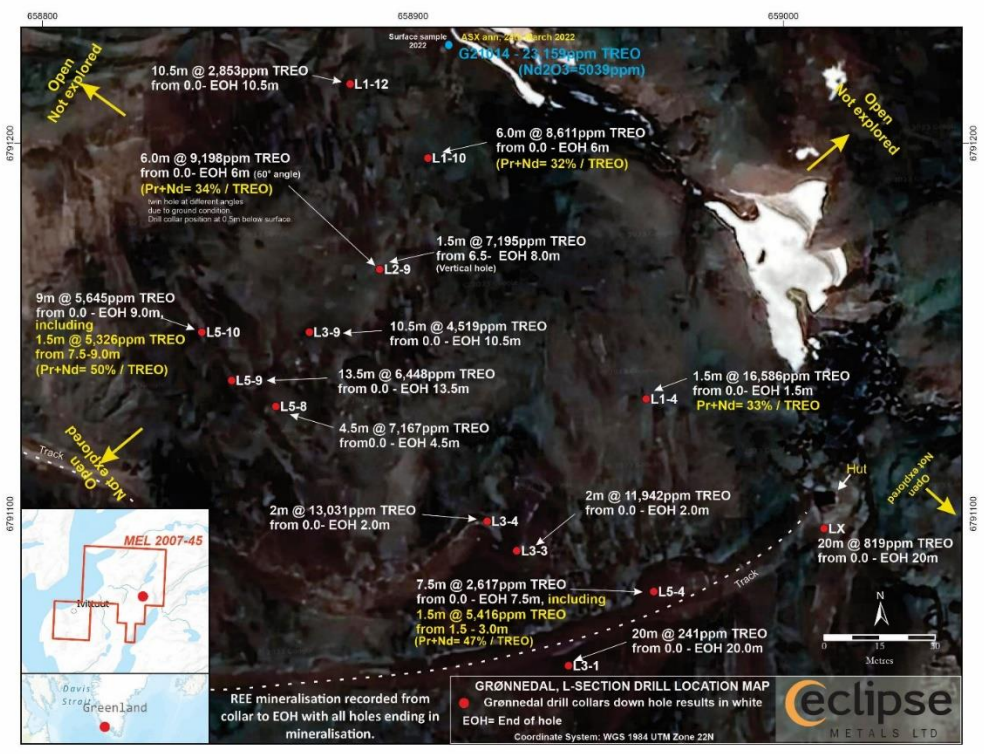 658800
658900
659000
6791200
6791200
6791100
6791100
Surface sample
2022
ASX ann. March 2022
G21014 - 23,159ppm TREO
(Nd2O3=5039ppm)
Open
Not explored
10.5m @ 2,853ppm TREO
from 0.0- EOH 10.5m
L1-12
Open
Not explored
6.0m @ 8,611ppm TREO
from 0.0 - EOH 6m
(Pr+Nd= 32% / TREO)
L1-10
6.0m @ 9,198ppm TREO
from 0.0- EOH 6m (60° angle)
(Pr+Nd= 34% / TREO)
twin hole at different angles
due to ground condition.
Drill collar position at 0.5m below surface.
1.5m @ 7,195ppm TREO
from 6.5- EOH 8.0m
(Vertical hole)
L2-9
9m @ 5,645ppm TREO
from 0.0 - EOH 9.0m,
including
1.5m @ 5,326ppm TREO
from 7.5-9.0m
(Pr+Nd= 50% / TREO)
L5-10
L3-9
10.5m @ 4,519ppm TREO
from 0.0 - EOH 10.5m
13.5m @ 6,448ppm TREO
from 0.0 - EOH 13.5m
L5-9
L5-8
4.5m @ 7,167ppm TREO
from0.0 - EOH 4.5m
1.5m @ 16,586ppm TREO
from 0.0- EOH 1.5m
Pr+Nd= 33% / TREO
L1-4
Track
Open
Not explored
Hut
Not explored
Open
2m @ 13,031ppm TREO
from 0.0- EOH 2.0m
L3-4
2m @ 11,942ppm TREO
from 0.0 - EOH 2.0m
L3-3
LX
20m @ 819ppm TREO
from 0.0 - EOH 20m
7.5m @ 2,617ppm TREO
from 0.0 - EOH 7.5m, including
1.5m @ 5,416ppm TREO
from 1.5 - 3.0m
(Pr+Nd= 47% / TREO)
L5-4
Track
20m @ 241ppm TREO
from 0.0 - EOH 20.0m
L3-1
N
0 15 30
Metres
MEL 2007-45
Ivittuut
Davis
Strait
Greenland
REE mineralisation recorded from
collar to EOH with all holes ending in
mineralisation.
GRØNNEDAL, L-SECTION DRILL LOCATION MAP
Grønnedal drill collars down hole results in white
EOH= End of hole
Coordinate System: WGS 1984 UTM Zone 22N
eclipse
METALS LTD